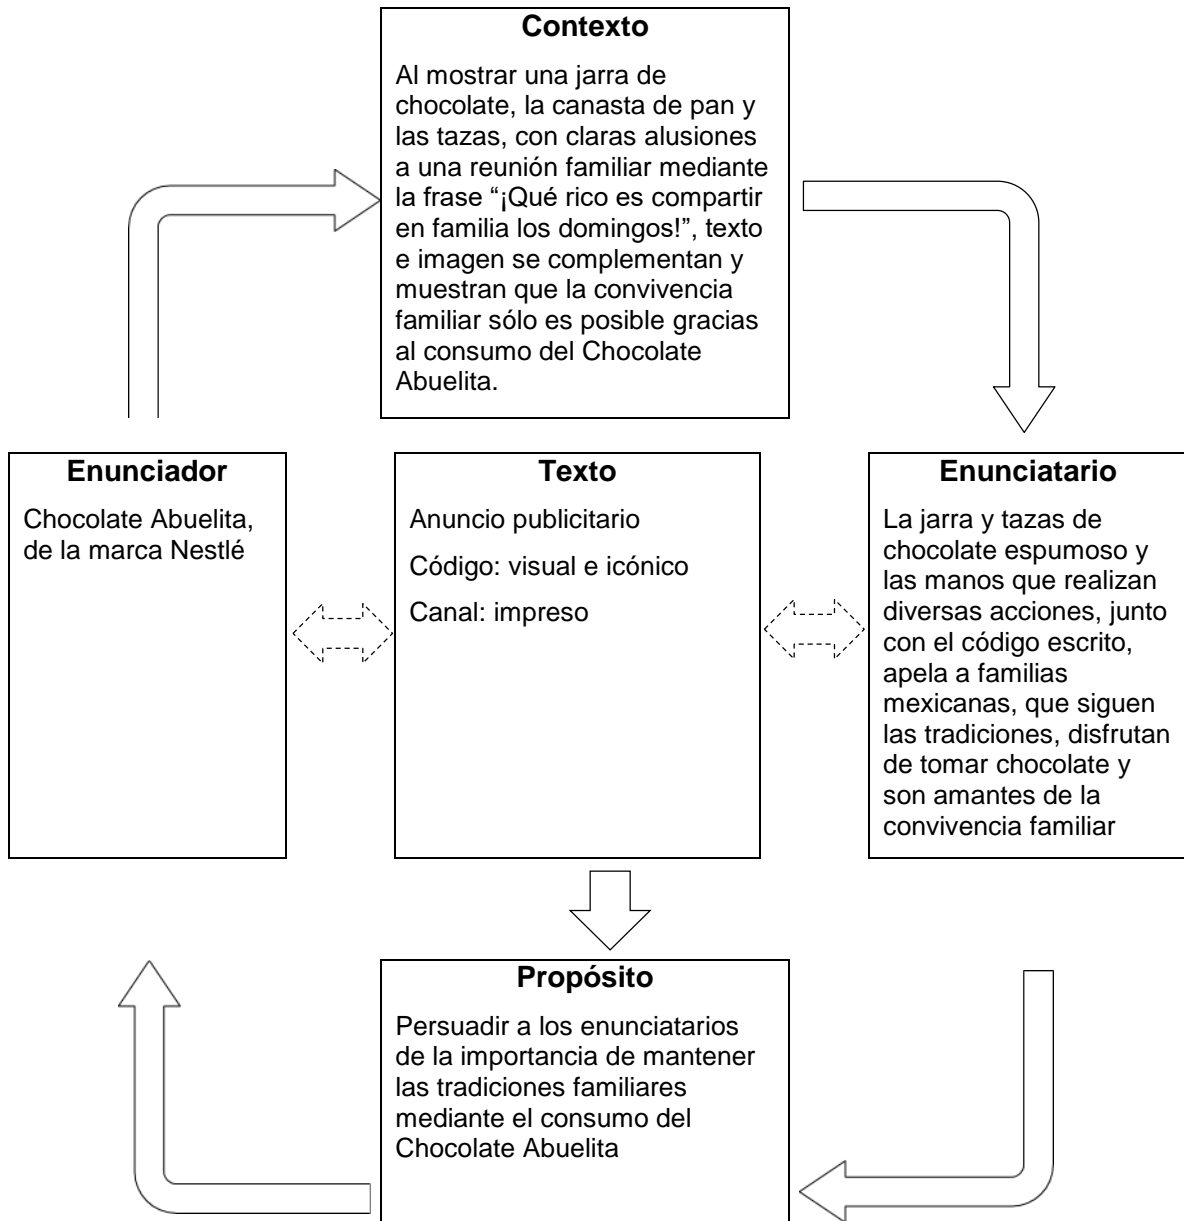 Contexto
Al mostrar una jarra de
chocolate, la canasta de pan y
las tazas, con claras alusiones
a una reunión familiar mediante
la frase “¡Qué rico es compartir
en familia los domingos!”, texto
e imagen se complementan y
muestran que la convivencia
familiar sólo es posible gracias
al consumo del Chocolate
Abuelita.
Enunciador
Chocolate Abuelita,
de la marca Nestlé
Texto
Anuncio publicitario
Código: visual e icónico
Canal: impreso
Enunciatario
La jarra y tazas de
chocolate espumoso y
las manos que realizan
diversas acciones, junto
con el código escrito,
apela a familias
mexicanas, que siguen
las tradiciones, disfrutan
de tomar chocolate y
son amantes de la
convivencia familiar
Propósito
Persuadir a los enunciatarios
de la importancia de mantener
las tradiciones familiares
mediante el consumo del
Chocolate Abuelita